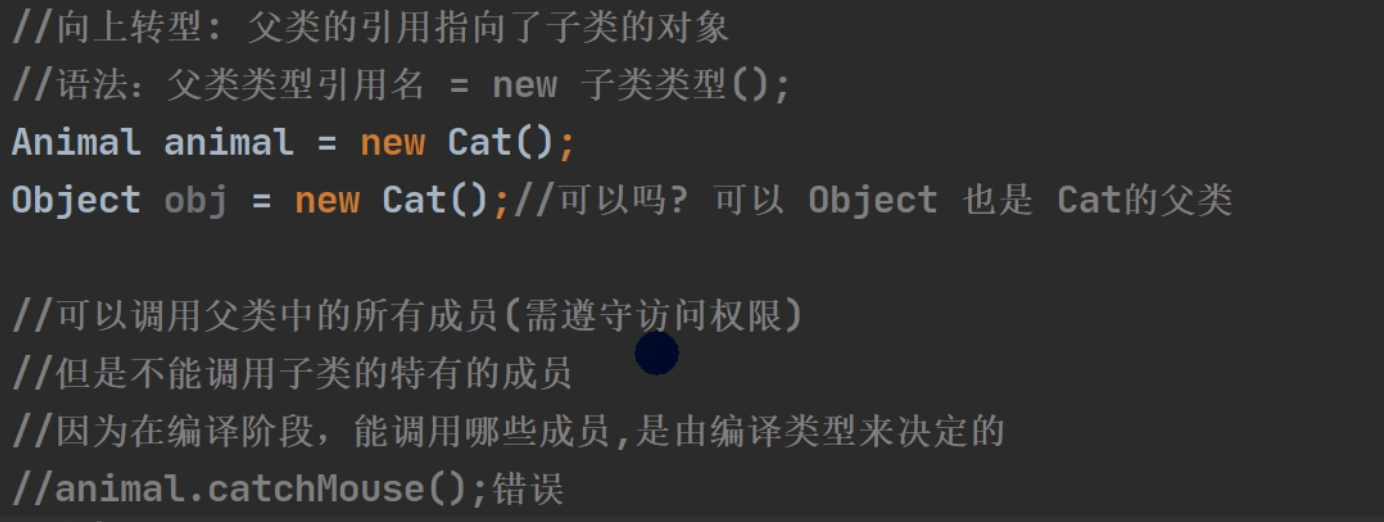 //向上转型: 父类的引用指向了子类的对象
//语法：父类类型引用名 = new 子类类型();
Animal animal = new Cat();
Object obj = new Cat();//可以吗? 可以 Object 也是 Cat的父类
//可以调用父类中的所有成员(需遵守访问权限)
//但是不能调用子类的特有的成员
//因为在编译阶段，能调用哪些成员,是由编译类型来决定的
//animal.catchMouse();错误